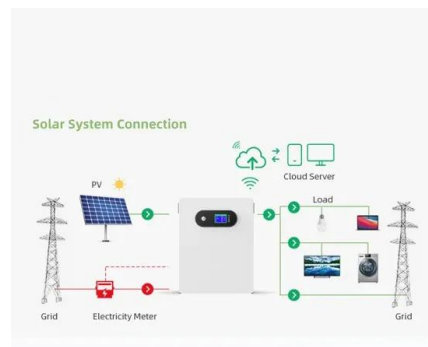 Solar System Connection
Cloud Server
PV
Load
Grid
Electricity Meter
Grid